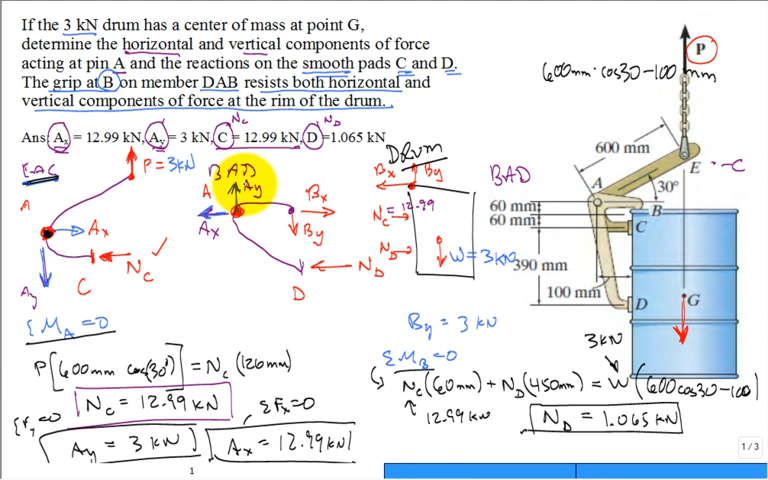 If the 3 kN drum has a center of mass at point G,
determine the horizontal and vertical components of force
acting at pin A and the reactions on the smooth pads C and D.
The grip at B on member DAB resists both horizontal and
vertical components of force at the rim of the drum.
Nc ND
Ans: Ax = 12.99 kN, Ay = 3 kN, C = 12.99 kN, D =1.065 kN
EAC
P = 3kN
A
Ax
Nc ✓
C
Ay
BAD
A
Ay
Bx
Ax
By
ND
D
DRUM
Bx
By
Nc = 12.99
ND
W = 3kN
BAD
600mm·cos30-100mm
P
600 mm
E -C
A
30°
60 mm
B
60 mm
C
390 mm
100 mm
D
G
3kN
ΣMA = 0
P[600mm cos(30°)] = Nc (120mm)
Nc = 12.99 kN
ΣFy=0
ΣFx=0
Ay = 3 kN
Ax = 12.99kN
By = 3 kN
ΣMB=0
Nc(60mm) + ND(450mm) = W (600cos30-100)
12.99 kN
ND = 1.065 kN
1
1/3